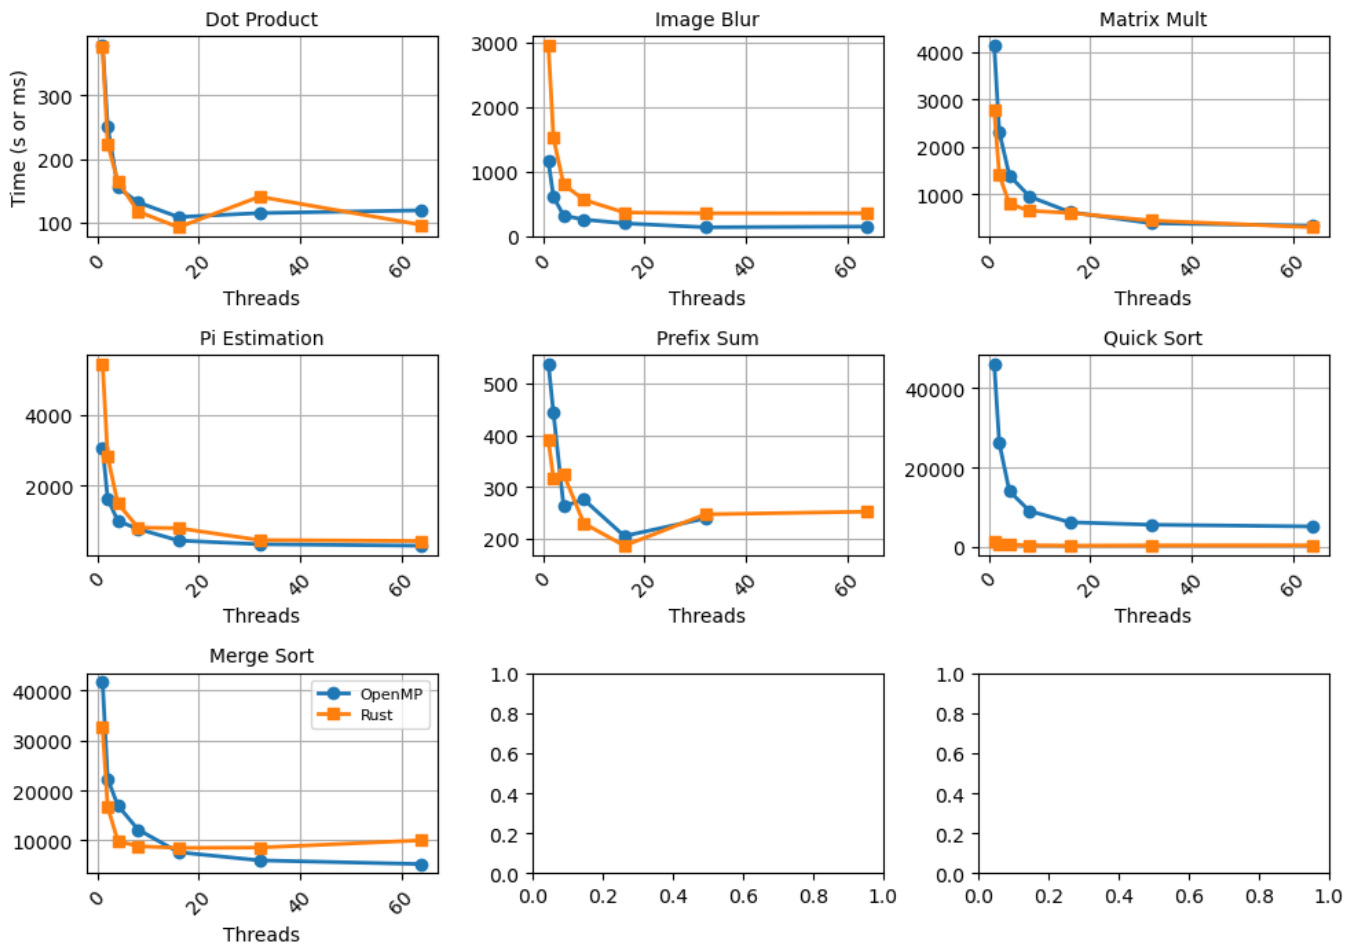 Dot Product
Image Blur
Matrix Mult
Time (s or ms)
300
200
100
0 20 40 60
Threads
3000
2000
1000
0
0 20 40 60
Threads
4000
3000
2000
1000
0 20 40 60
Threads
Pi Estimation
Prefix Sum
Quick Sort
4000
2000
0 20 40 60
Threads
500
400
300
200
0 20 40 60
Threads
40000
20000
0
0 20 40 60
Threads
Merge Sort
40000
30000
20000
10000
OpenMP
Rust
0 20 40 60
Threads
1.0
0.8
0.6
0.4
0.2
0.0
0.0 0.2 0.4 0.6 0.8 1.0
1.0
0.8
0.6
0.4
0.2
0.0
0.0 0.2 0.4 0.6 0.8 1.0